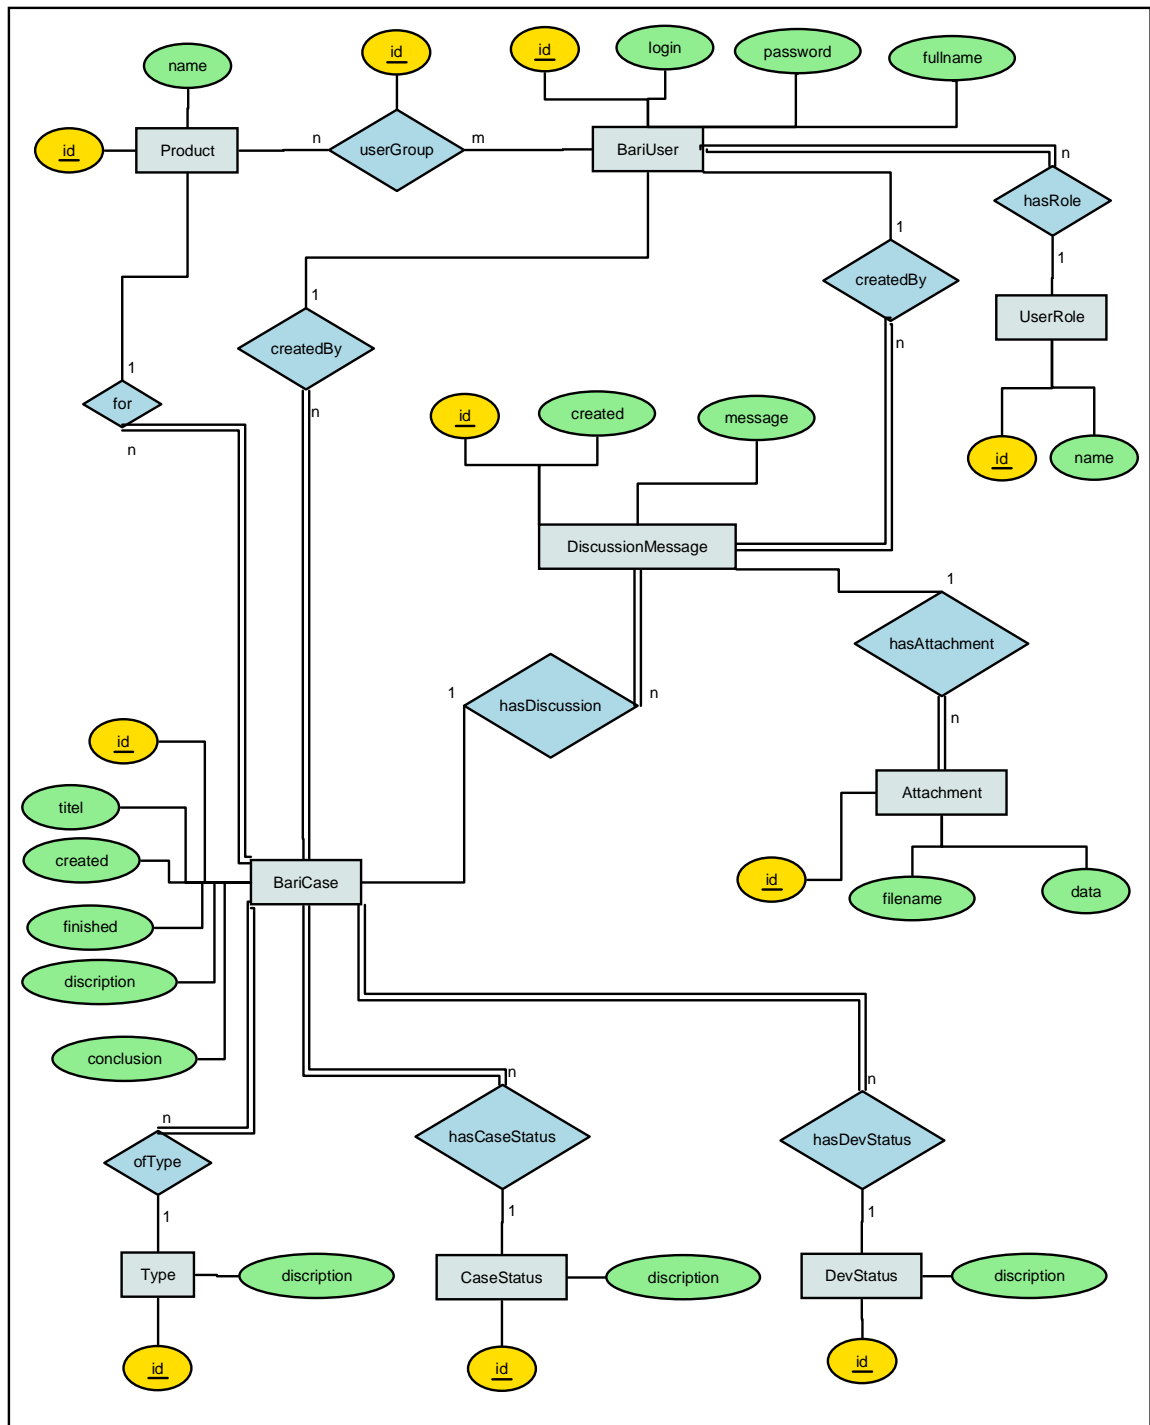 id
login
password
fullname
name
id
id
Product
n
userGroup
m
BariUser
n
hasRole
1
createdBy
1
UserRole
n
id
name
1
createdBy
n
1
for
n
id
created
message
DiscussionMessage
1
hasAttachment
n
1
hasDiscussion
n
id
titel
created
finished
discription
conclusion
BariCase
Attachment
id
filename
data
n
ofType
1
n
hasCaseStatus
1
n
hasDevStatus
1
Type
discription
id
CaseStatus
discription
id
DevStatus
discription
id